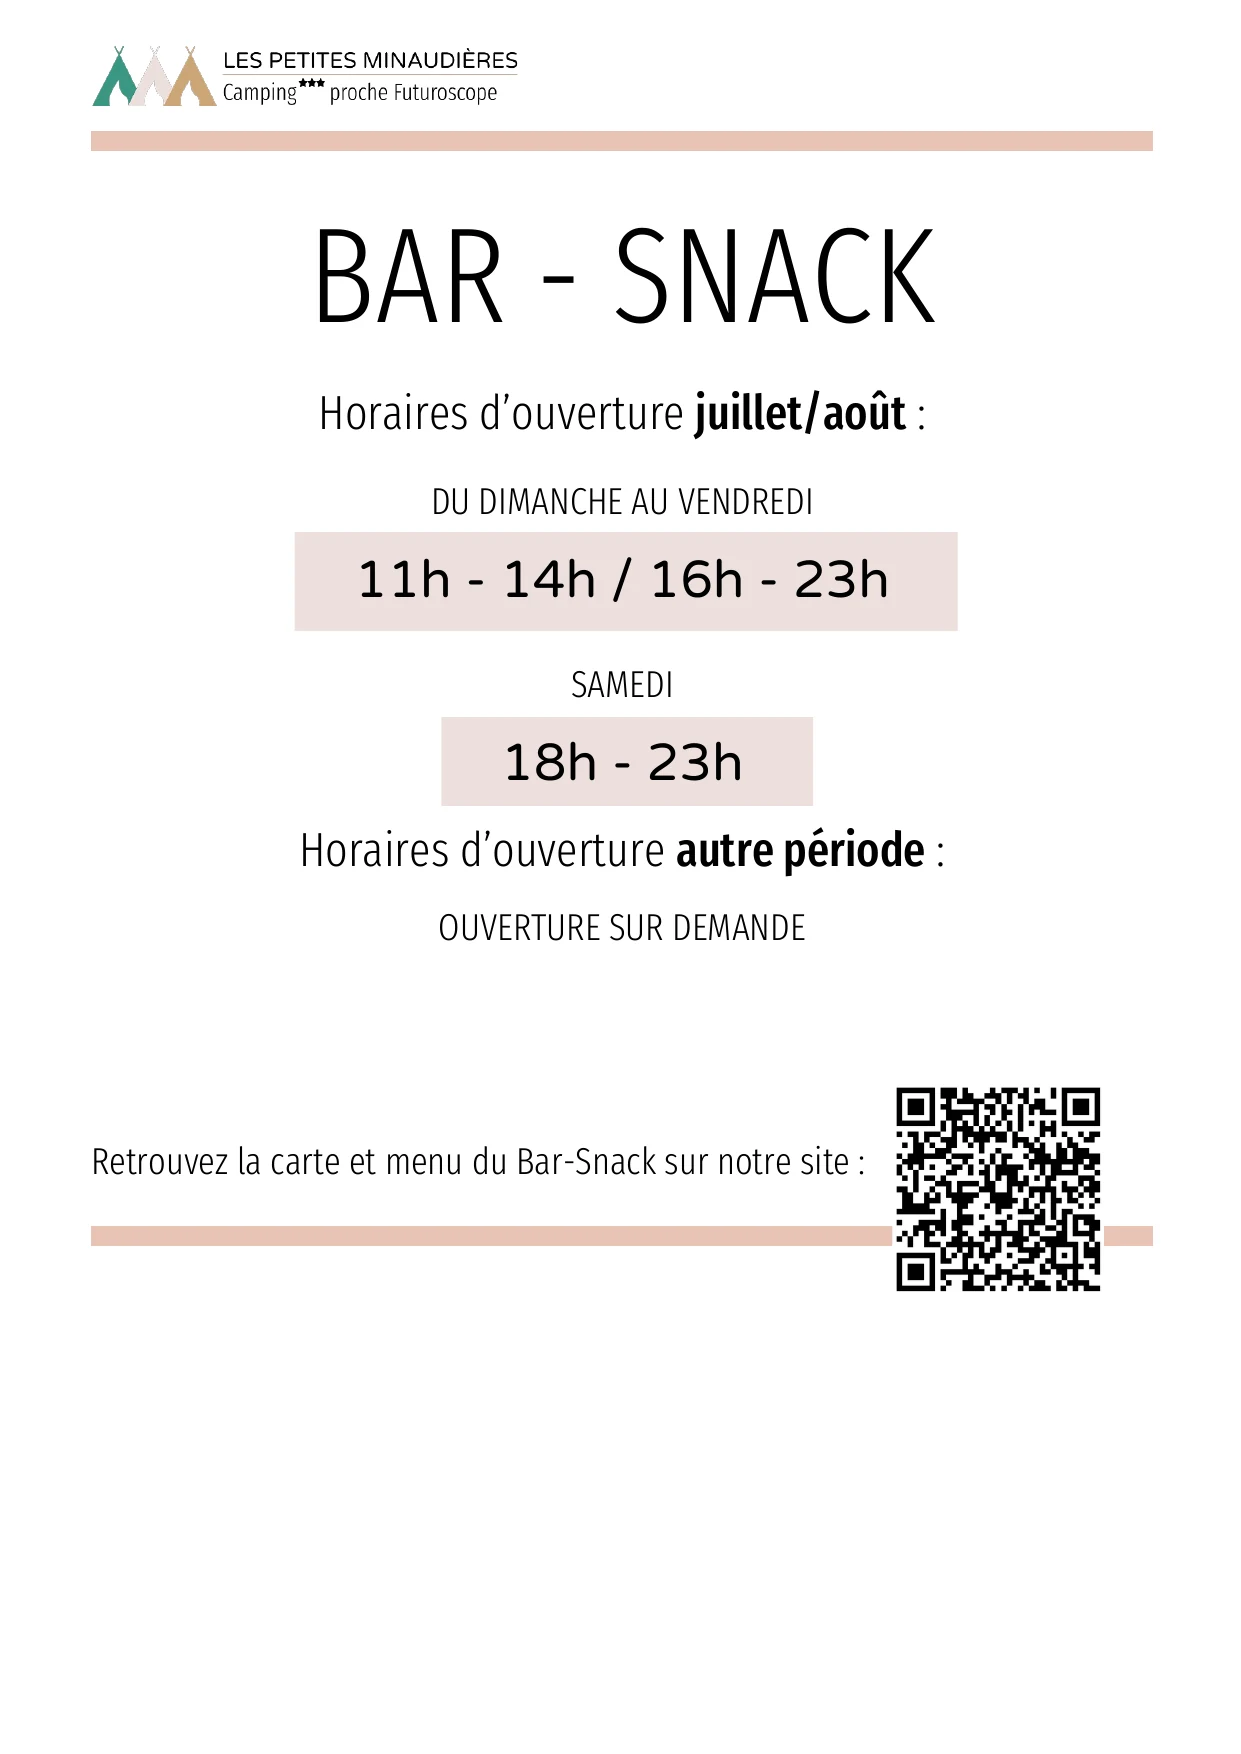 LES PETITES MINAUDIÈRES
Camping*** proche Futuroscope
BAR - SNACK
Horaires d’ouverture juillet/août :
DU DIMANCHE AU VENDREDI
11h - 14h / 16h - 23h
SAMEDI
18h - 23h
Horaires d’ouverture autre période :
OUVERTURE SUR DEMANDE
Retrouvez la carte et menu du Bar-Snack sur notre site :